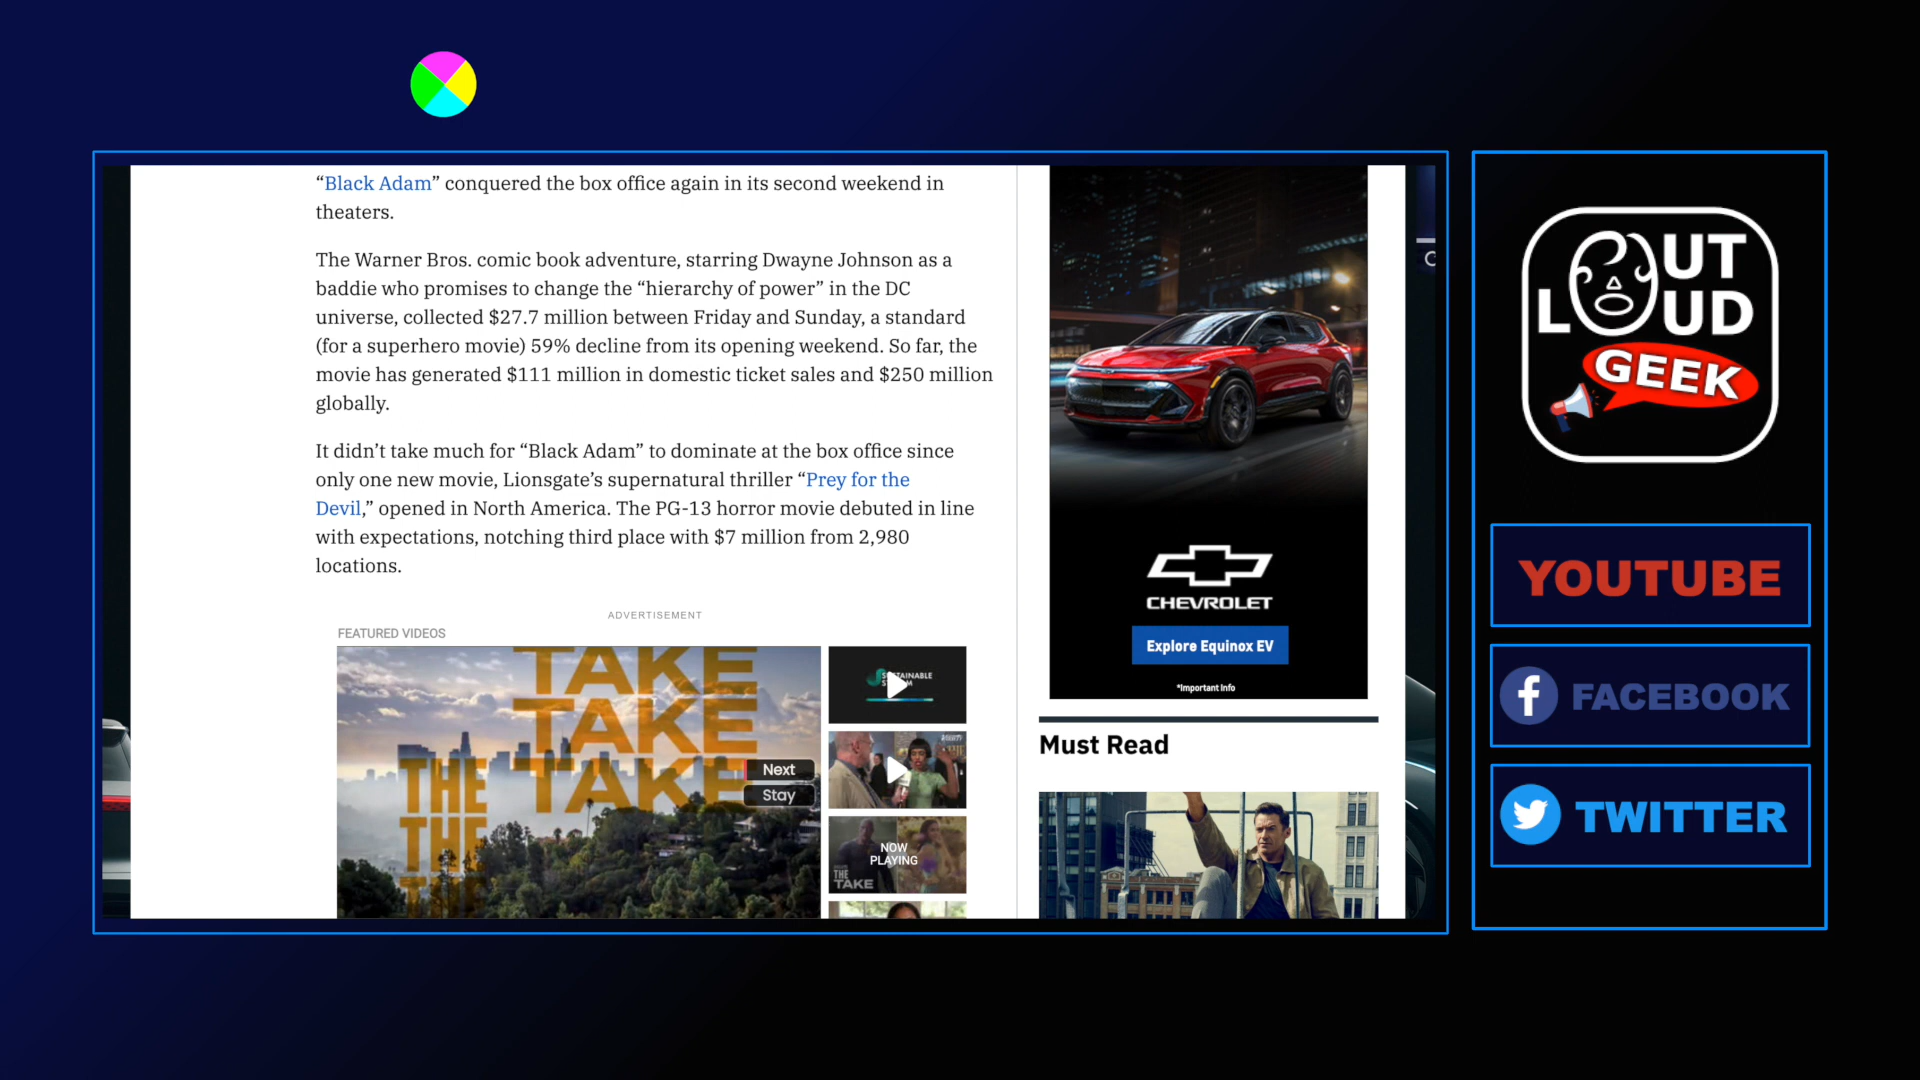 “Black Adam” conquered the box office again in its second weekend in
theaters.
The Warner Bros. comic book adventure, starring Dwayne Johnson as a
baddie who promises to change the “hierarchy of power” in the DC
universe, collected $27.7 million between Friday and Sunday, a standard
(for a superhero movie) 59% decline from its opening weekend. So far, the
movie has generated $111 million in domestic ticket sales and $250 million
globally.
It didn’t take much for “Black Adam” to dominate at the box office since
only one new movie, Lionsgate’s supernatural thriller “Prey for the
Devil,” opened in North America. The PG-13 horror movie debuted in line
with expectations, notching third place with $7 million from 2,980
locations.
ADVERTISEMENT
FEATURED VIDEOS
TAKE
TAKE
TAKE
THE
THE
THE
Next
Stay
NOW
PLAYING
THE
TAKE
CHEVROLET
Explore Equinox EV
*Important Info
Must Read
OUT
LOUD
GEEK
YOUTUBE
FACEBOOK
TWITTER